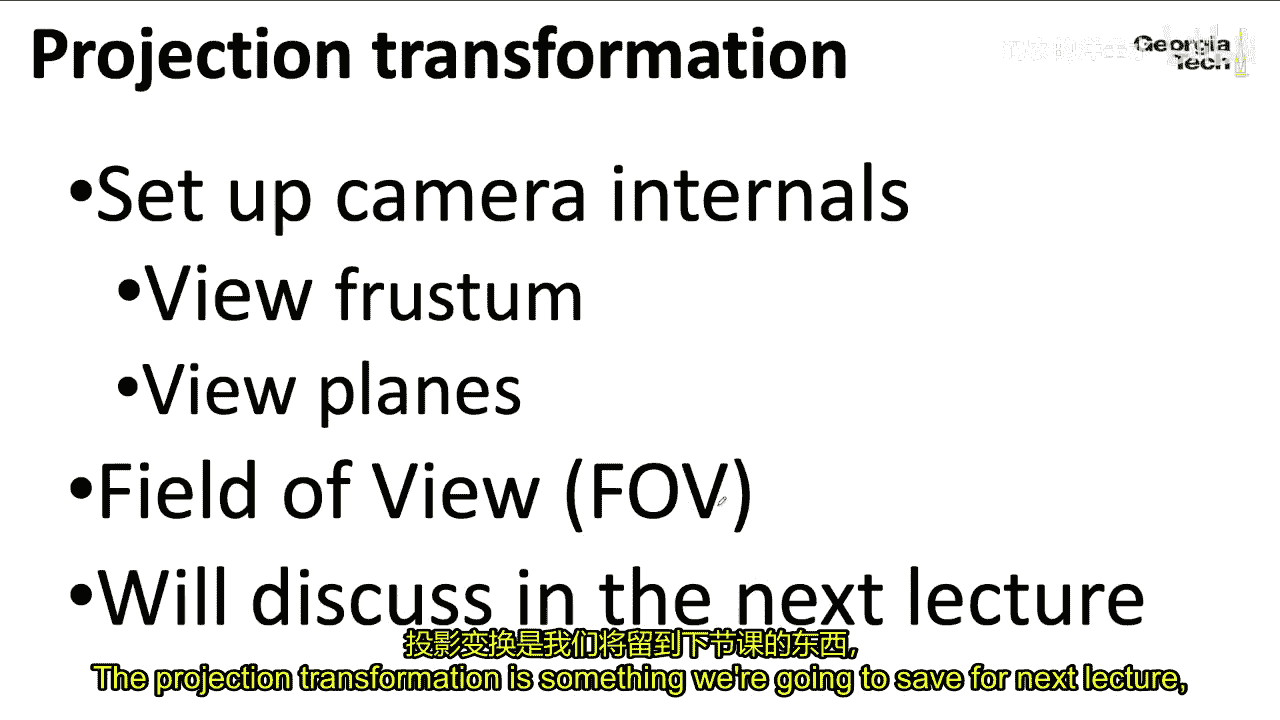 Projection transformation
Georgia
Tech
•Set up camera internals
•View frustum
•View planes
•Field of View (FOV)
•Will discuss in the next lecture
投影变换是我们将留到下节课的东西,
The projection transformation is something we're going to save for next lecture,